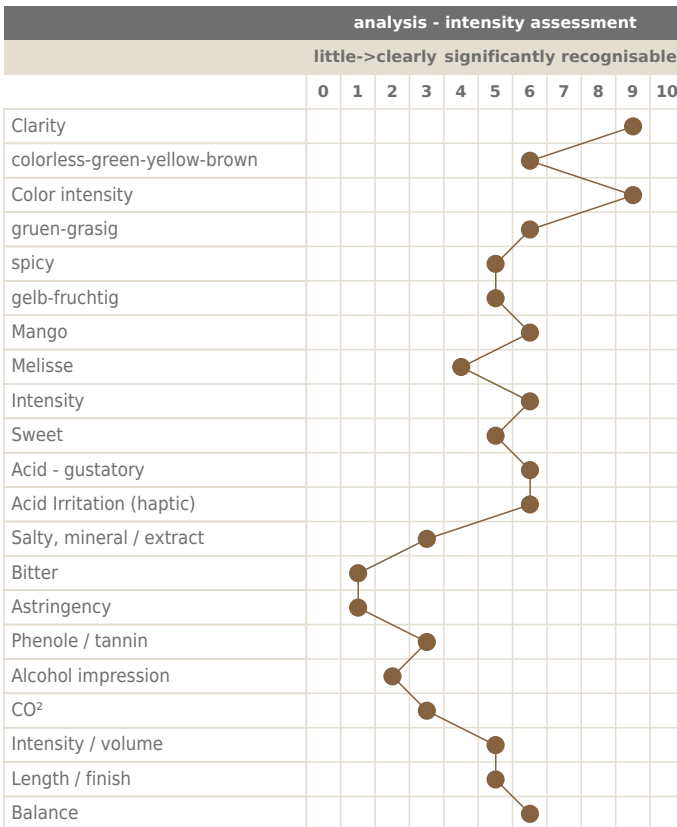 analysis - intensity assessment
little->clearly significantly recognisable
0 1 2 3 4 5 6 7 8 9 10
Clarity
colorless-green-yellow-brown
Color intensity
gruen-grasig
spicy
gelb-fruchtig
Mango
Melisse
Intensity
Sweet
Acid - gustatory
Acid Irritation (haptic)
Salty, mineral / extract
Bitter
Astringency
Phenole / tannin
Alcohol impression
CO²
Intensity / volume
Length / finish
Balance